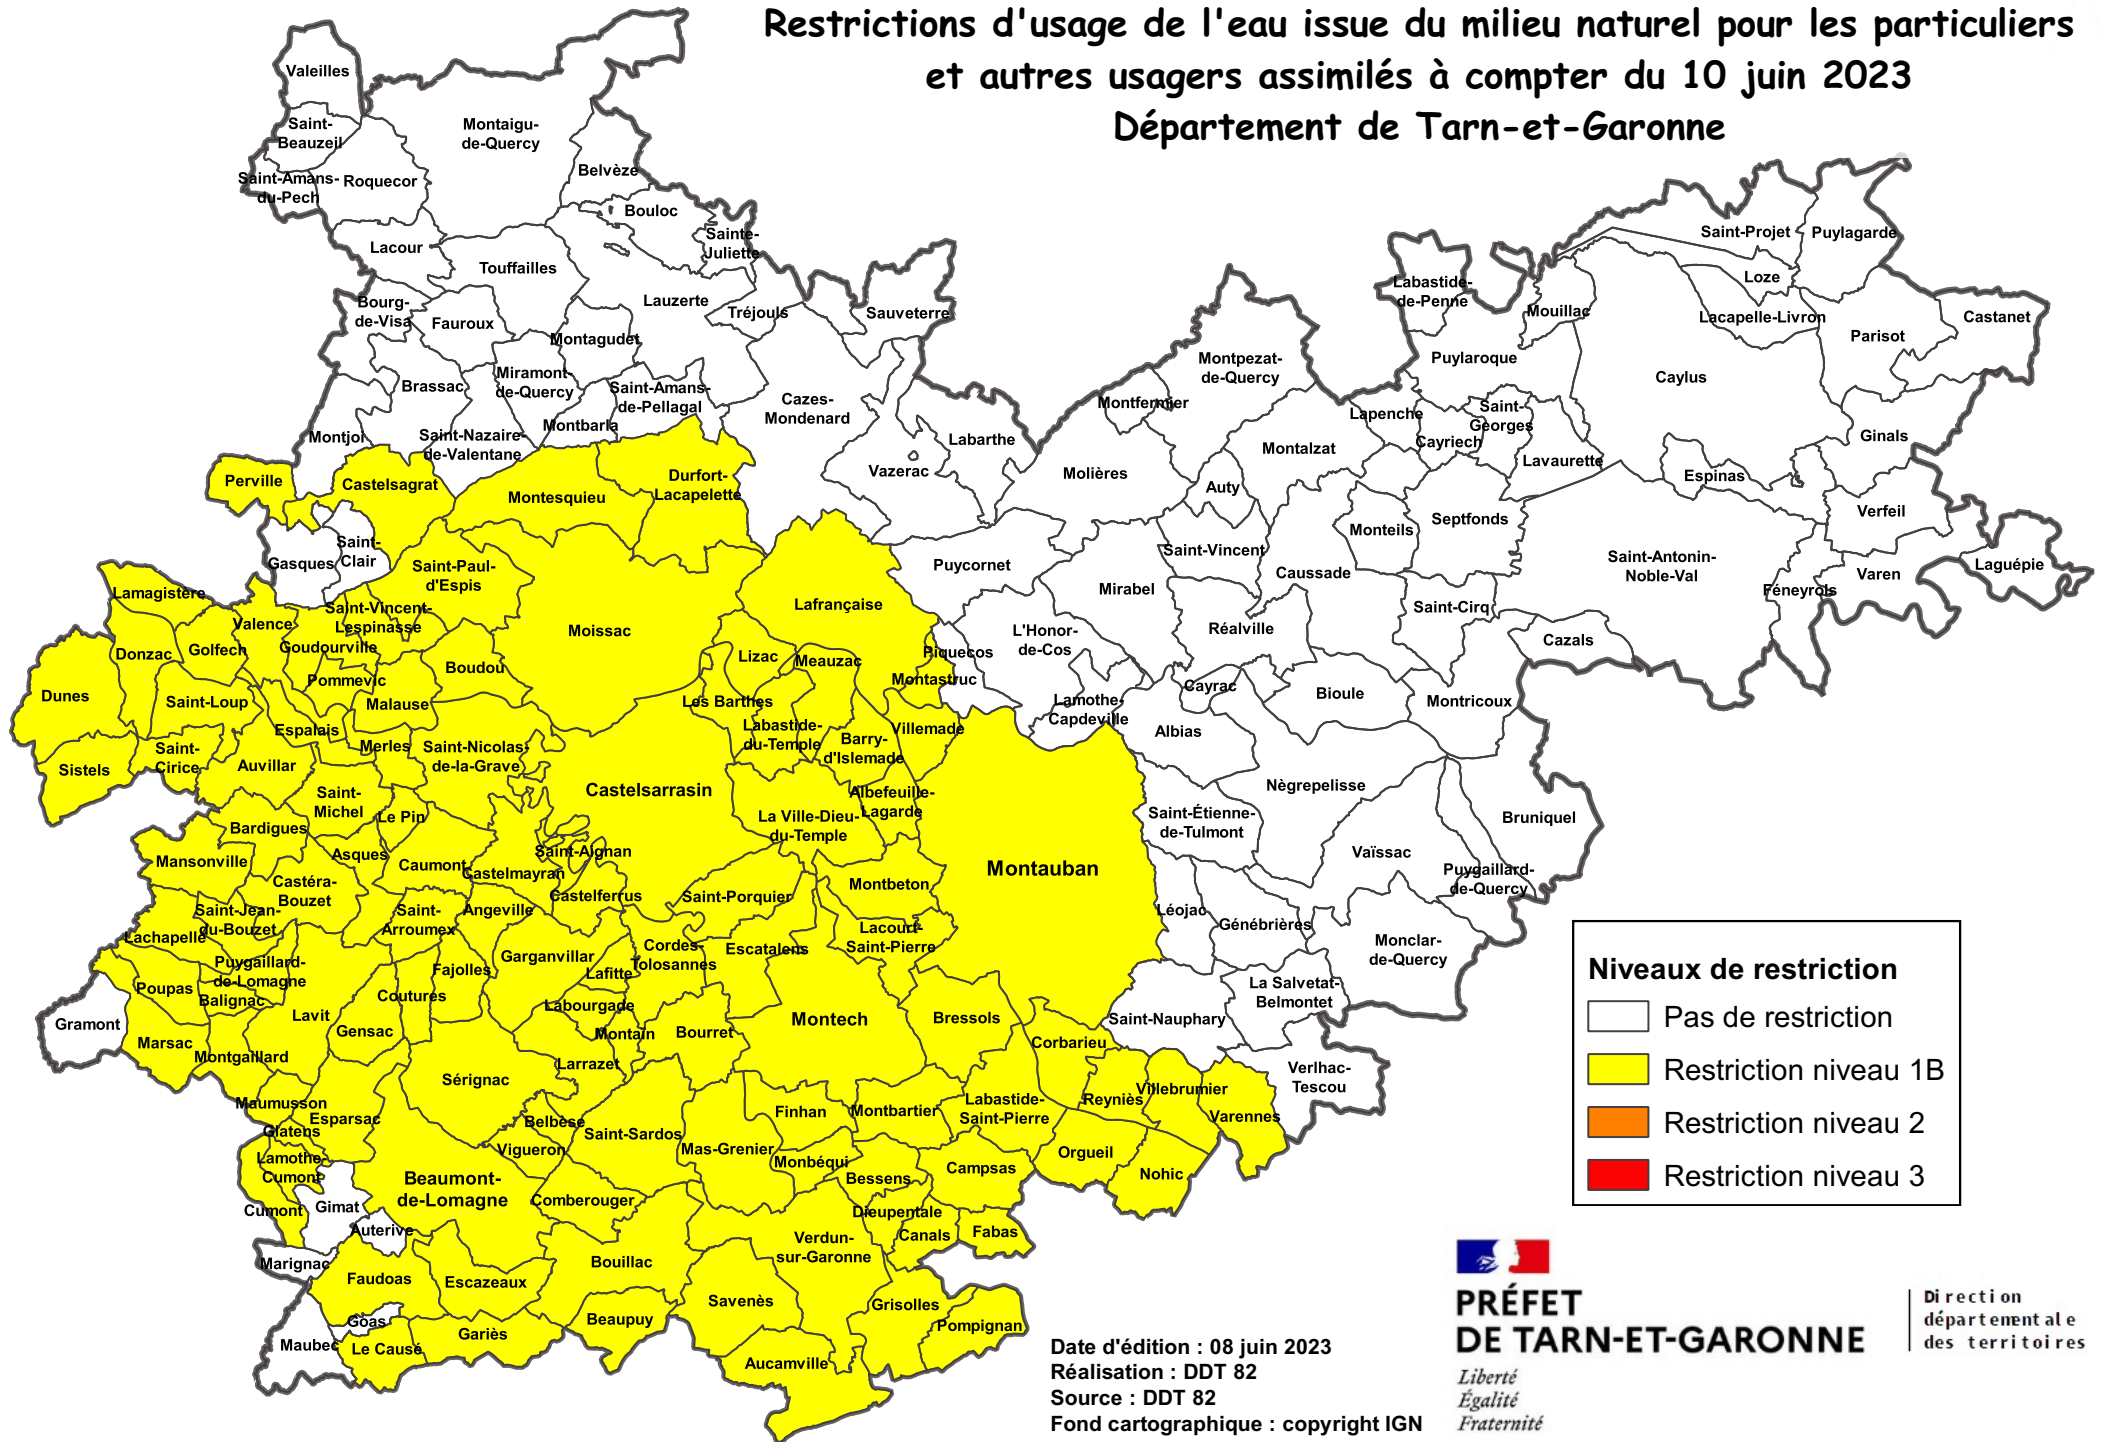 Restrictions d'usage de l'eau issue du milieu naturel pour les particuliers
et autres usagers assimilés à compter du 10 juin 2023
Département de Tarn-et-Garonne
Valeilles
Saint-
Beauzeil
Montaigu-
de-Quercy
Saint-Amans-
du-Pech
Roquecor
Belvèze
Bouloc
Sainte-
Juliette
Lacour
Touffailles
Lauzerte
Tréjouls
Sauveterre
Bourg-
de-Visa
Fauroux
Montagudet
Miramont-
de-Quercy
Brassac
Saint-Amans-
de-Pellagal
Cazes-
Mondenard
Montbarla
Montjoi
Saint-Nazaire-
de-Valentane
Labarthe
Vazerac
Saint-Projet
Puylagarde
Loze
Labastide-
de-Penne
Mouillac
Lacapelle-Livron
Castanet
Parisot
Montpezat-
de-Quercy
Puylaroque
Caylus
Montfermier
Lapenche
Saint-
Georges
Cayriech
Ginals
Montalzat
Lavaurette
Molières
Espinas
Auty
Verfeil
Monteils
Septfonds
Saint-Vincent
Saint-Antonin-
Noble-Val
Laguépie
Varen
Féneyrols
Puycornet
Mirabel
Caussade
Saint-Cirq
Réalville
Cazals
L'Honor-
de-Cos
Piquecos
Cayrac
Bioule
Montricoux
Lamothe-
Capdeville
Albias
Nègrepelisse
Saint-Étienne-
de-Tulmont
Bruniquel
Vaïssac
Puygaillard-
de-Quercy
Léojac
Génébrières
Monclar-
de-Quercy
La Salvetat-
Belmontet
Saint-Nauphary
Verlhac-
Tescou
Perville
Castelsagrat
Montesquieu
Durfort-
Lacapelette
Gasques
Saint-
Clair
Saint-Paul-
d'Espis
Lamagistère
Valence
Saint-Vincent-
Lespinasse
Moissac
Lafrançaise
Donzac
Golfech
Goudourville
Boudou
Lizac
Meauzac
Pommevic
Montastruc
Dunes
Saint-Loup
Malause
Les Barthes
Espalais
Labastide-
du-Temple
Villemade
Merles
Saint-Nicolas-
de-la-Grave
Barry-
d'Islemade
Sistels
Saint-
Cirice
Auvillar
Saint-
Michel
Castelsarrasin
Albefeuille-
Lagarde
Le Pin
La Ville-Dieu-
du-Temple
Bardigues
Mansonville
Asques
Caumont
Saint-Aignan
Castelmayran
Montauban
Castéra-
Bouzet
Montbeton
Castelferrus
Saint-Porquier
Saint-Jean-
du-Bouzet
Saint-
Arroumex
Angeville
Lachapelle
Lacourt-
Saint-Pierre
Cordes-
Tolosannes
Escatalens
Puygaillard-
de-Lomagne
Garganvillar
Fajolles
Lafitte
Poupas
Balignac
Coutures
Labourgade
Gramont
Lavit
Gensac
Montain
Bourret
Montech
Bressols
Marsac
Montgaillard
Corbarieu
Larrazet
Sérignac
Maumusson
Esparsac
Villebrumier
Reyniès
Varennes
Finhan
Montbartier
Labastide-
Saint-Pierre
Belbèse
Saint-Sardos
Glatens
Vigueron
Mas-Grenier
Orgueil
Lamothe-
Cumont
Monbéqui
Bessens
Campsas
Nohic
Beaumont-
de-Lomagne
Comberouger
Cumont
Gimat
Dieupentale
Auterive
Canals
Fabas
Verdun-
sur-Garonne
Marignac
Bouillac
Faudoas
Escazeaux
Savenès
Grisolles
Goas
Beaupuy
Pompignan
Maubec
Le Causé
Gariès
Aucamville
Niveaux de restriction
Pas de restriction
Restriction niveau 1B
Restriction niveau 2
Restriction niveau 3
Date d'édition : 08 juin 2023
Réalisation : DDT 82
Source : DDT 82
Fond cartographique : copyright IGN
PRÉFET
DE TARN-ET-GARONNE
Liberté
Égalité
Fraternité
Direction
départementale
des territoires